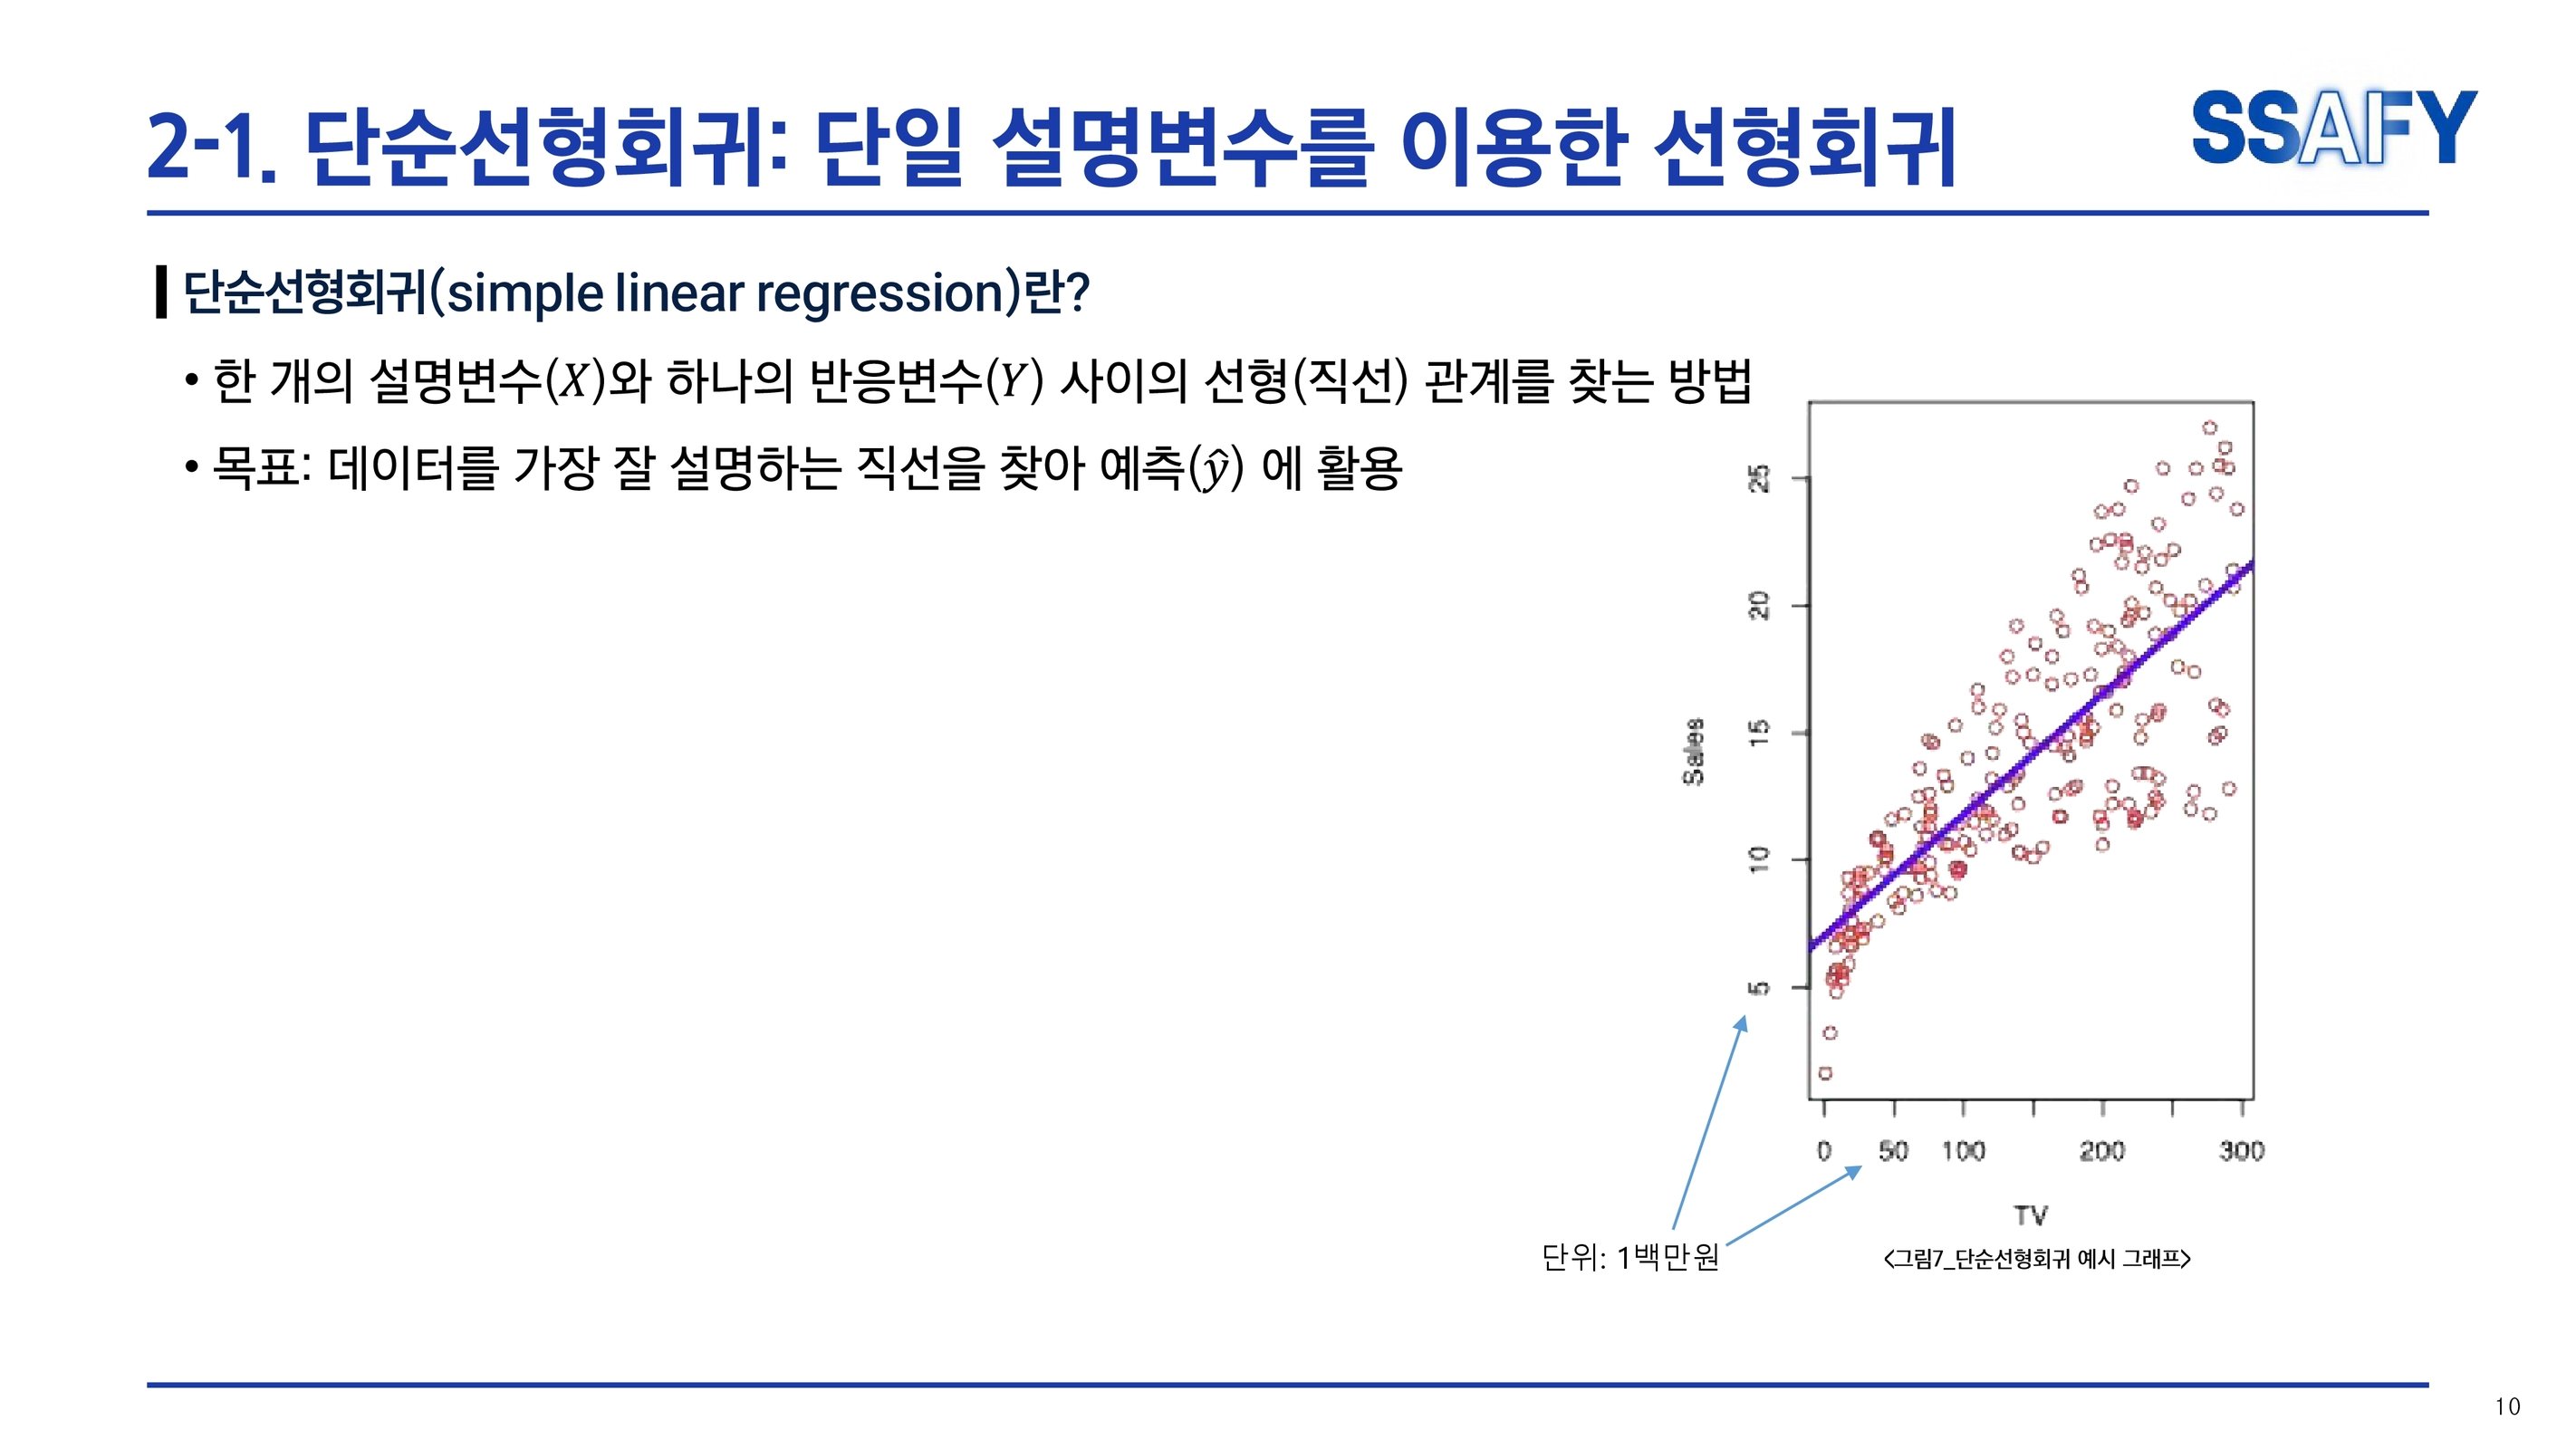 2-1. 단순선형회귀: 단일 설명변수를 이용한 선형회귀
SSAFY
단순선형회귀(simple linear regression)란?
• 한 개의 설명변수(X)와 하나의 반응변수(Y) 사이의 선형(직선) 관계를 찾는 방법
• 목표: 데이터를 가장 잘 설명하는 직선을 찾아 예측(ŷ) 에 활용
Sales
25
20
15
10
5
0 50 100 200 300
TV
단위: 1백만원
<그림7_단순선형회귀 예시 그래프>
10